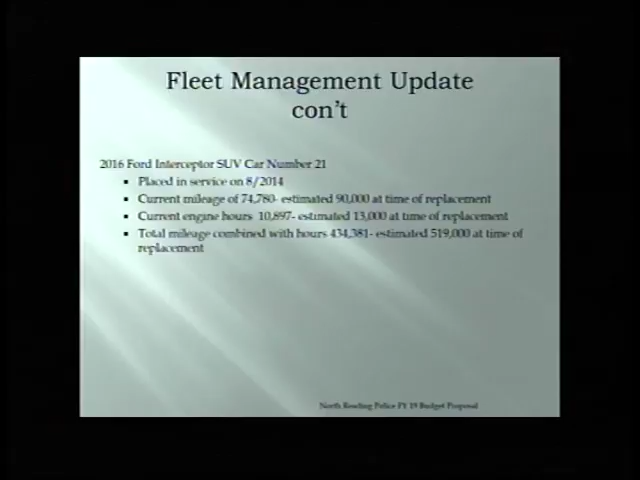 Fleet Management Update
con't
2016 Ford Interceptor SUV Car Number 21
▪ Placed in service on 8/2014
▪ Current mileage of 74,780- estimated 90,000 at time of replacement
▪ Current engine hours 10,897- estimated 13,000 at time of replacement
▪ Total mileage combined with hours 434,381- estimated 519,000 at time of
replacement
North Reading Police FY 19 Budget Proposal